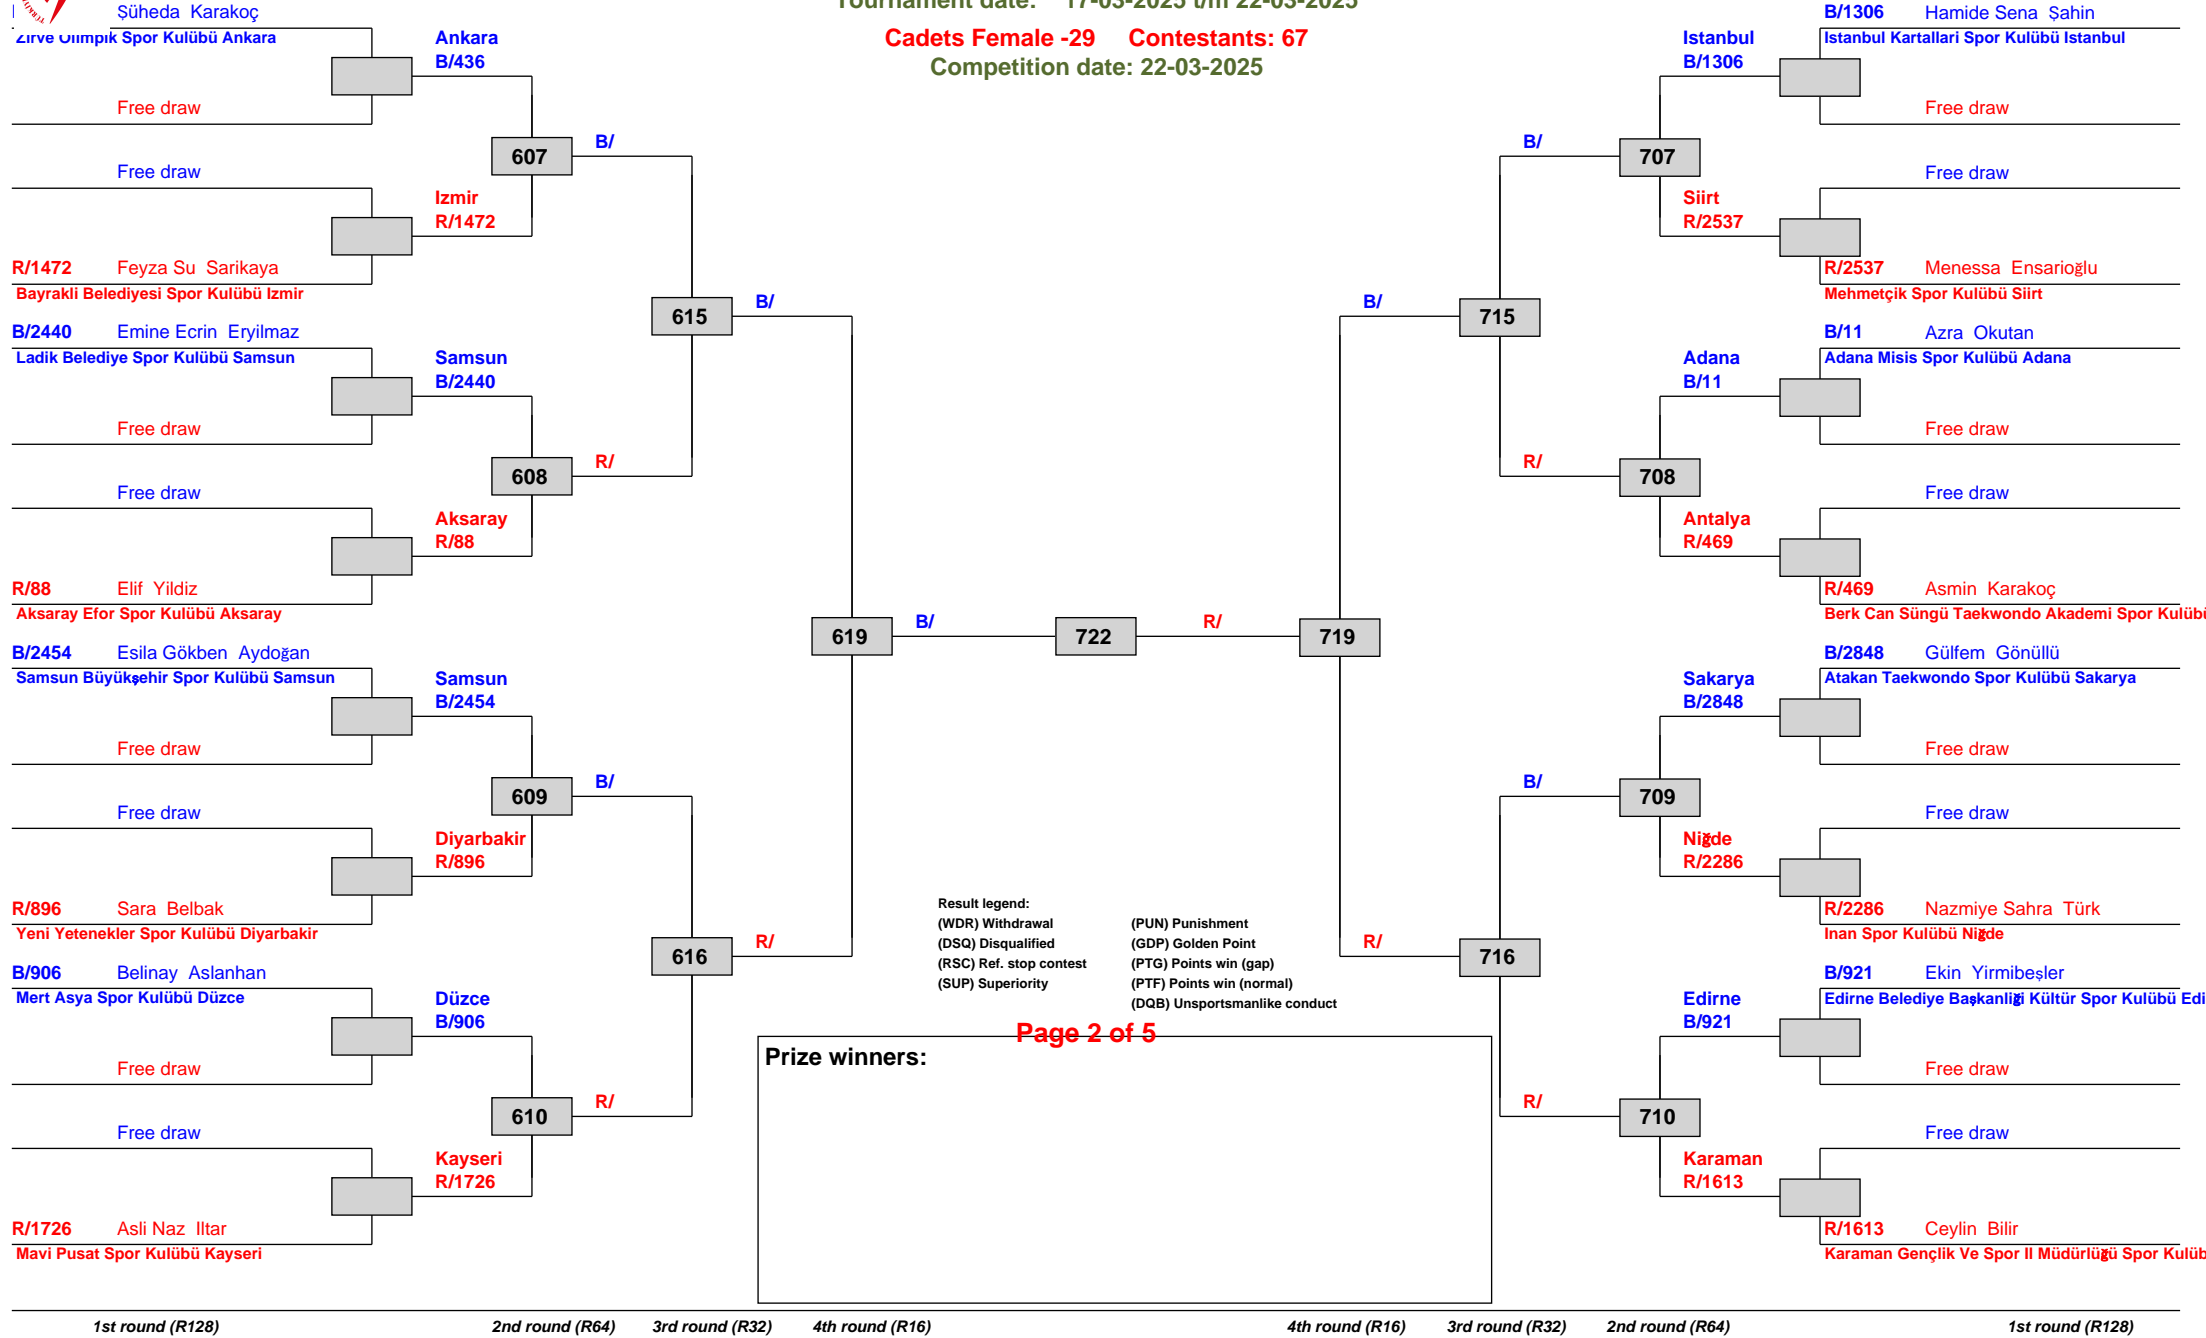 Tournament date: 17-03-2025 t/m 22-03-2025
Cadets Female -29 Contestants: 67
Competition date: 22-03-2025
Şüheda Karakoç
Zirve Olimpik Spor Kulübü Ankara
Free draw
Free draw
R/1472 Feyza Su Sarikaya
Bayrakli Belediyesi Spor Kulübü Izmir
B/2440 Emine Ecrin Eryilmaz
Ladik Belediye Spor Kulübü Samsun
Free draw
Free draw
R/88 Elif Yildiz
Aksaray Efor Spor Kulübü Aksaray
B/2454 Esila Gökben Aydoğan
Samsun Büyükşehir Spor Kulübü Samsun
Free draw
Free draw
R/896 Sara Belbak
Yeni Yetenekler Spor Kulübü Diyarbakir
B/906 Belinay Aslanhan
Mert Asya Spor Kulübü Düzce
Free draw
Free draw
R/1726 Asli Naz Iltar
Mavi Pusat Spor Kulübü Kayseri
Ankara
B/436
607
Izmir
R/1472
Samsun
B/2440
608
Aksaray
R/88
Samsun
B/2454
609
Diyarbakir
R/896
Düzce
B/906
610
Kayseri
R/1726
B/
615
R/
B/
616
R/
B/
619
R/
B/
722
R/
719
B/
R/
B/
715
R/
B/
716
R/
Istanbul
B/1306
707
Siirt
R/2537
Adana
B/11
708
Antalya
R/469
Sakarya
B/2848
709
Niğde
R/2286
Edirne
B/921
710
Karaman
R/1613
B/1306 Hamide Sena Şahin
Istanbul Kartallari Spor Kulübü Istanbul
Free draw
Free draw
R/2537 Menessa Ensarioğlu
Mehmetçik Spor Kulübü Siirt
B/11 Azra Okutan
Adana Misis Spor Kulübü Adana
Free draw
Free draw
R/469 Asmin Karakoç
Berk Can Süngü Taekwondo Akademi Spor Kulübü
B/2848 Gülfem Gönüllü
Atakan Taekwondo Spor Kulübü Sakarya
Free draw
Free draw
R/2286 Nazmiye Sahra Türk
Inan Spor Kulübü Niğde
B/921 Ekin Yirmibeşler
Edirne Belediye Başkanliği Kültür Spor Kulübü Edi
Free draw
Free draw
R/1613 Ceylin Bilir
Karaman Gençlik Ve Spor Il Müdürlüğü Spor Kulüb
Result legend:
(WDR) Withdrawal (PUN) Punishment
(DSQ) Disqualified (GDP) Golden Point
(RSC) Ref. stop contest (PTG) Points win (gap)
(SUP) Superiority (PTF) Points win (normal)
(DQB) Unsportsmanlike conduct
Page 2 of 5
Prize winners:
1st round (R128) 2nd round (R64) 3rd round (R32) 4th round (R16) 4th round (R16) 3rd round (R32) 2nd round (R64) 1st round (R128)